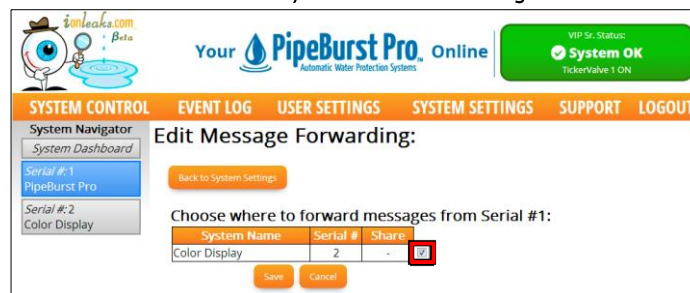 ionleaks.com
Beta
Your PipeBurst Pro Online
Automatic Water Protection Systems
VIP Sr. Status:
System OK
TickerValve 1 ON
SYSTEM CONTROL EVENT LOG USER SETTINGS SYSTEM SETTINGS SUPPORT LOGOUT
System Navigator
System Dashboard
Serial #: 1
PipeBurst Pro
Serial #: 2
Color Display
Edit Message Forwarding:
Back to System Settings
Choose where to forward messages from Serial #1:
System Name Serial # Share
Color Display 2 -
Save Cancel